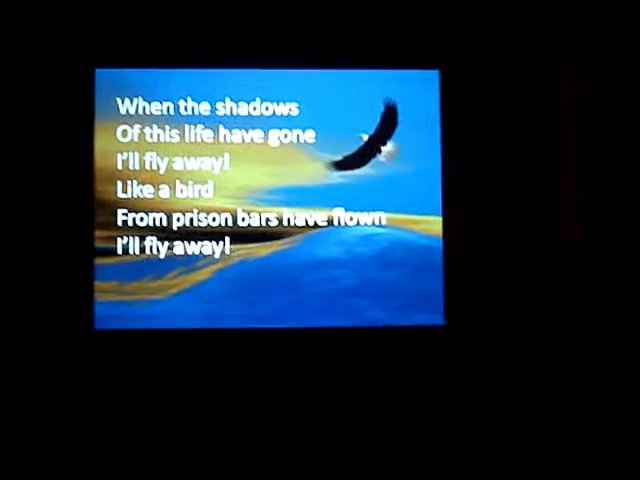 When the shadows
Of this life have gone
I'll fly away!
Like a bird
From prison bars have flown
I'll fly away!